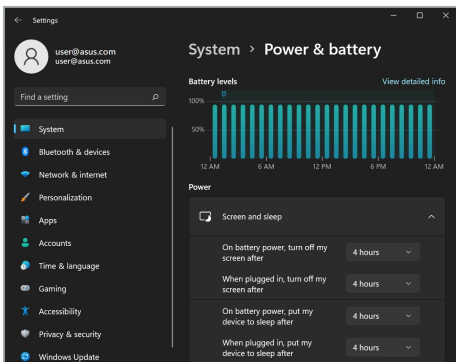 Settings
user@asus.com
user@asus.com
Find a setting
System
Bluetooth & devices
Network & internet
Personalization
Apps
Accounts
Time & language
Gaming
Accessibility
Privacy & security
Windows Update
System > Power & battery
Battery levels
View detailed info
100%
50%
12 AM 6 AM 12 PM 6 PM 12 AM
Power
Screen and sleep
On battery power, turn off my
screen after
4 hours
When plugged in, turn off my
screen after
4 hours
On battery power, put my
device to sleep after
4 hours
When plugged in, put my
device to sleep after
4 hours